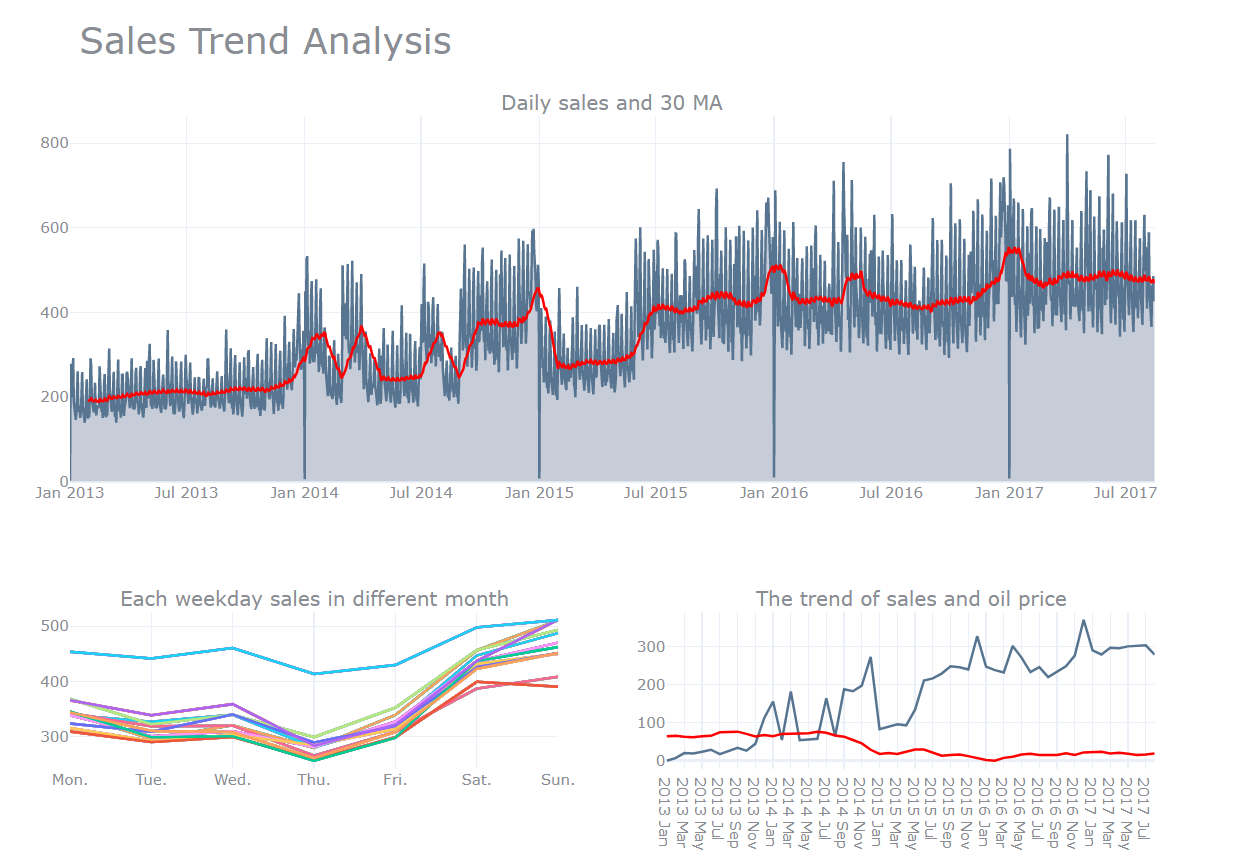 Sales Trend Analysis
Daily sales and 30 MA
800
600
400
200
0
Jan 2013 Jul 2013 Jan 2014 Jul 2014 Jan 2015 Jul 2015 Jan 2016 Jul 2016 Jan 2017 Jul 2017
Each weekday sales in different month
500
400
300
Mon. Tue. Wed. Thu. Fri. Sat. Sun.
The trend of sales and oil price
300
200
100
0
2013 Jan
2013 Mar
2013 May
2013 Jul
2013 Sep
2013 Nov
2014 Jan
2014 Mar
2014 May
2014 Jul
2014 Sep
2014 Nov
2015 Jan
2015 Mar
2015 May
2015 Jul
2015 Sep
2015 Nov
2016 Jan
2016 Mar
2016 May
2016 Jul
2016 Sep
2016 Nov
2017 Jan
2017 Mar
2017 May
2017 Jul